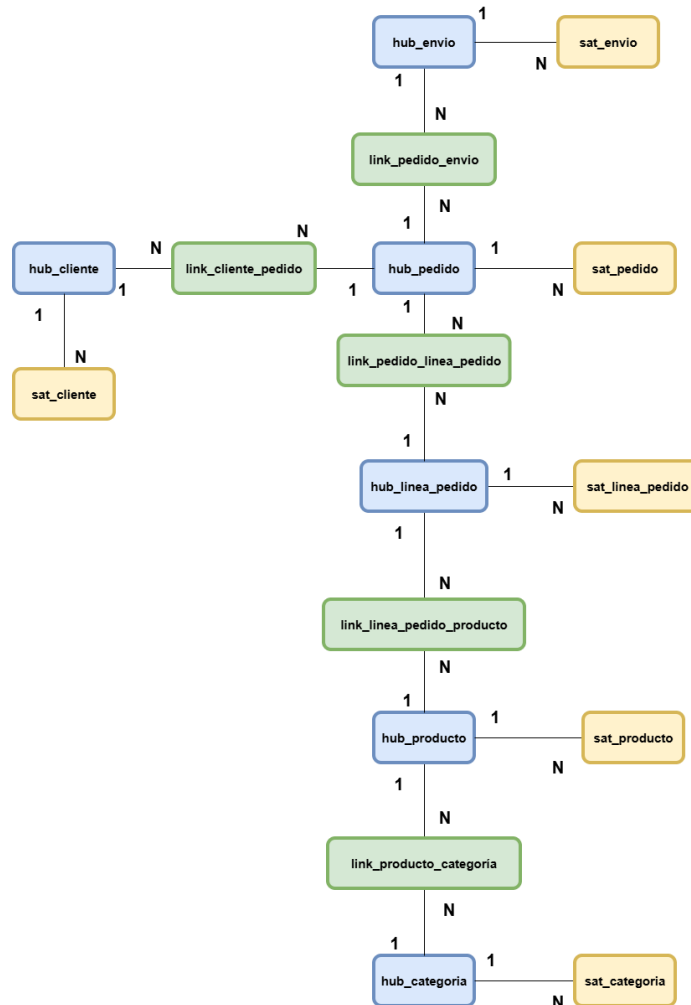 1
hub_envio
sat_envio
N
1
N
link_pedido_envio
N
1
N
N
1
hub_cliente
link_cliente_pedido
hub_pedido
sat_pedido
1
1
N
1
1
N
N
link_pedido_linea_pedido
sat_cliente
N
1
1
hub_linea_pedido
sat_linea_pedido
N
1
N
link_linea_pedido_producto
N
1
1
hub_producto
sat_producto
N
1
N
link_producto_categoría
N
1
1
hub_categoria
sat_categoria
N